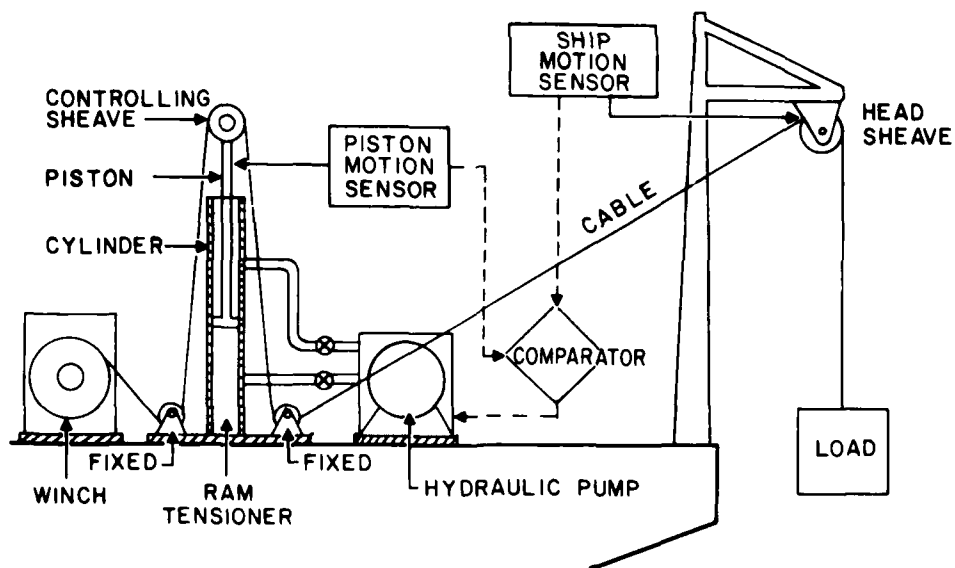 SHIP
MOTION
SENSOR
CONTROLLING
SHEAVE
HEAD
SHEAVE
PISTON
MOTION
SENSOR
PISTON
CABLE
CYLINDER
COMPARATOR
LOAD
FIXED
FIXED
WINCH
RAM
TENSIONER
HYDRAULIC PUMP